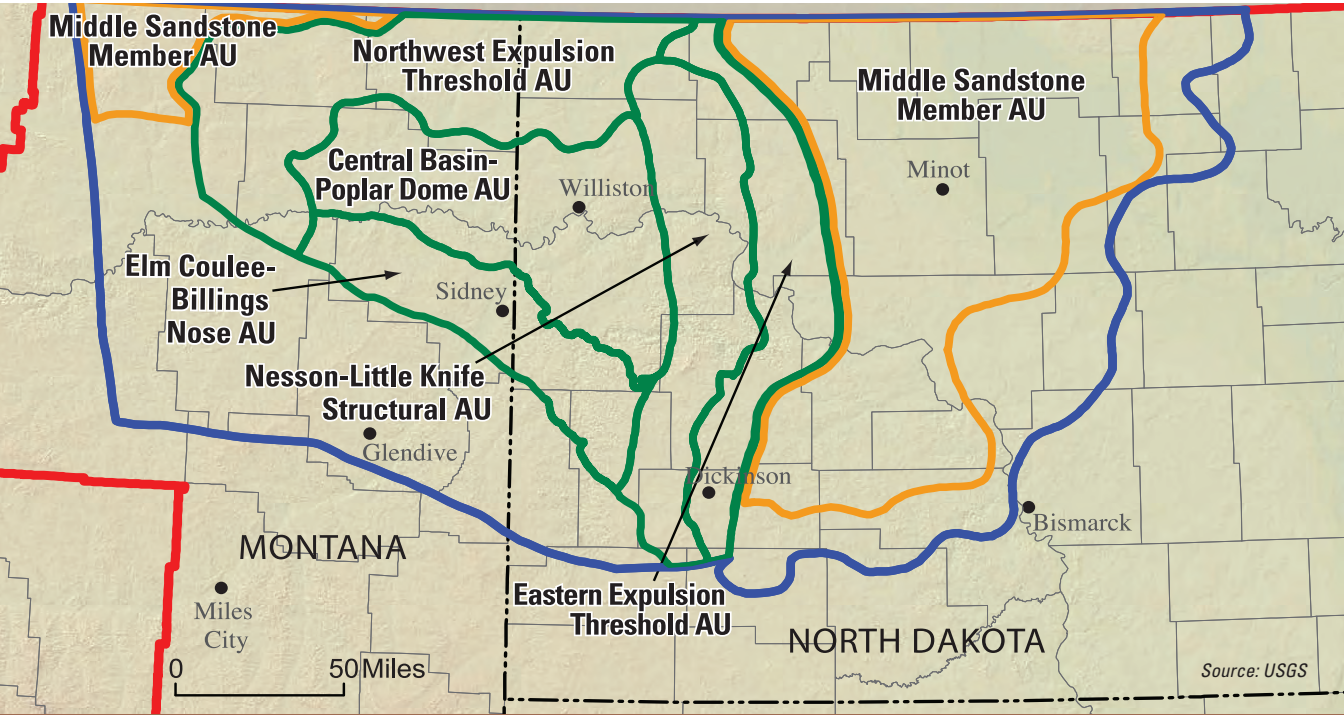 Middle Sandstone
Member AU
Northwest Expulsion
Threshold AU
Middle Sandstone
Member AU
Central Basin-
Poplar Dome AU
Williston
Minot
Elm Coulee-
Billings
Nose AU
Sidney
Nesson-Little Knife
Structural AU
Glendive
Dickinson
Bismarck
MONTANA
Miles
City
Eastern Expulsion
Threshold AU
NORTH DAKOTA
0 50 Miles
Source: USGS